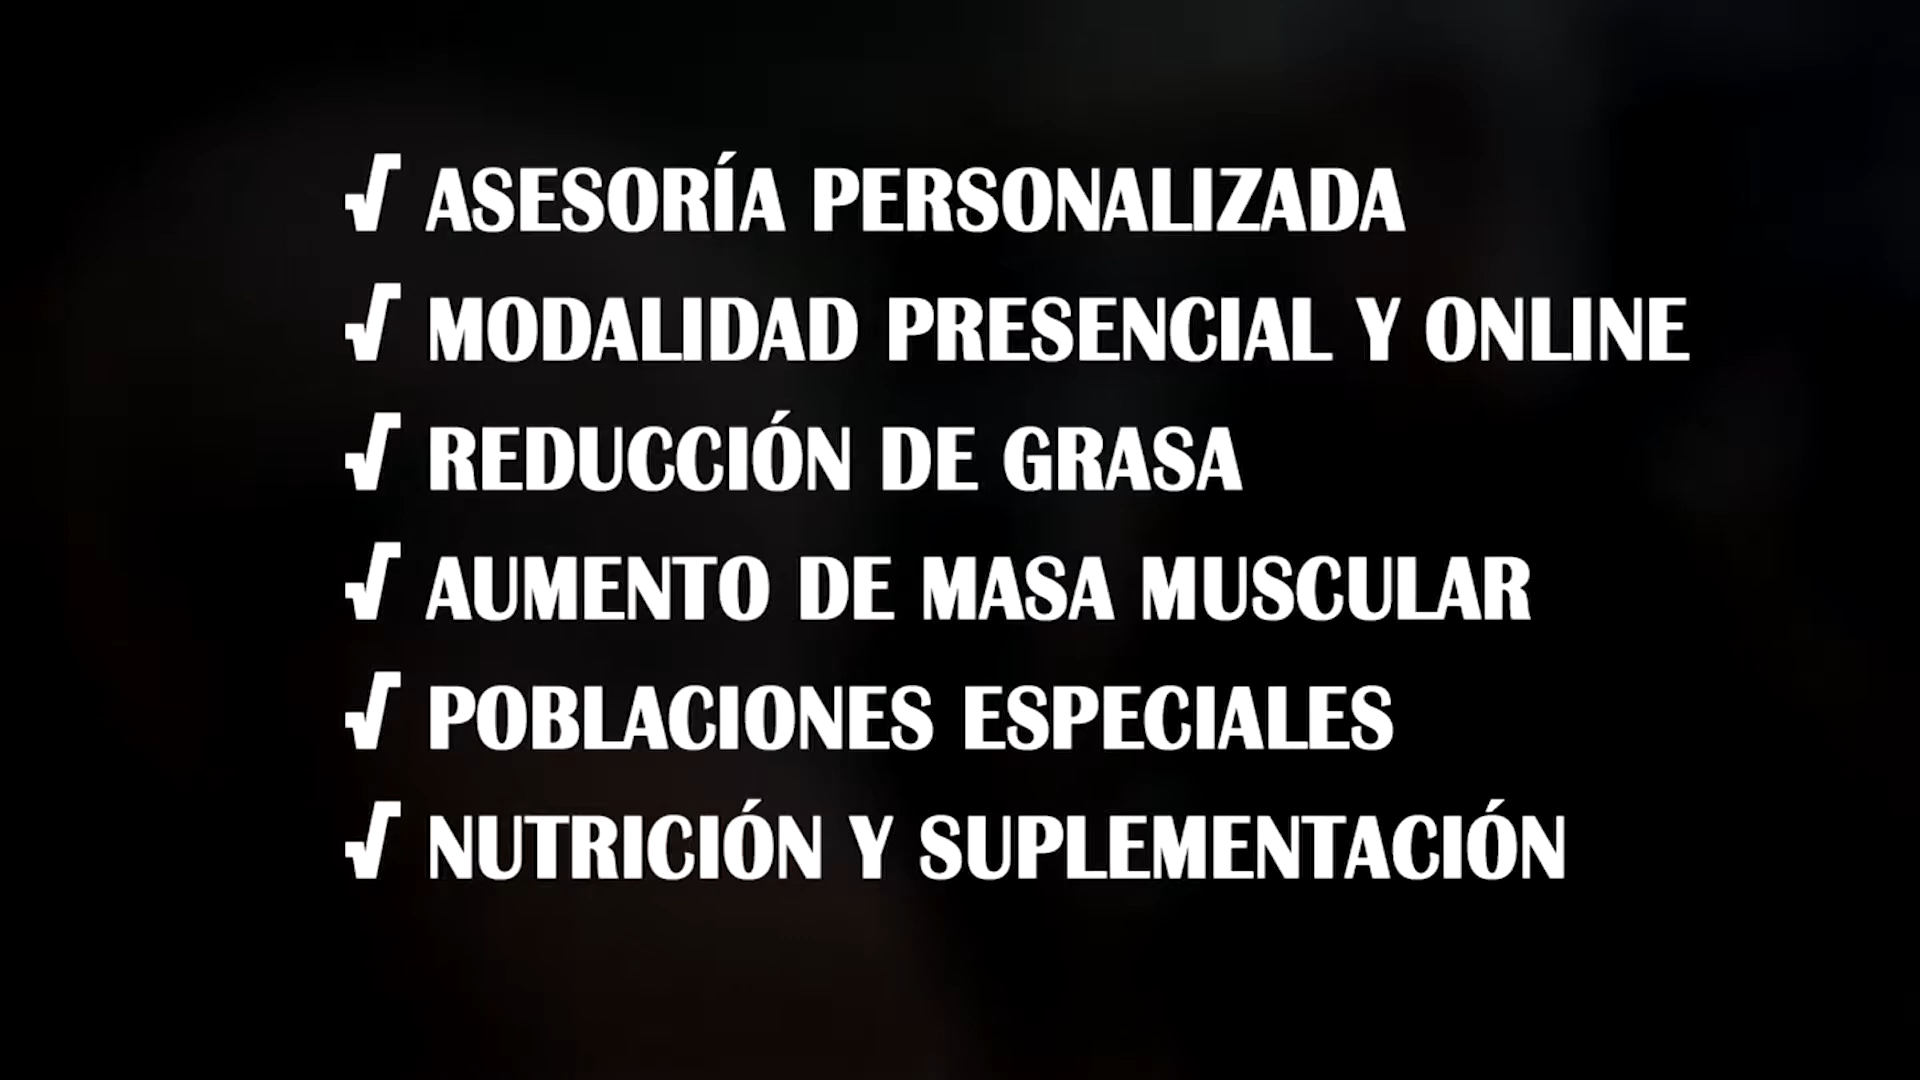 √ ASESORÍA PERSONALIZADA
√ MODALIDAD PRESENCIAL Y ONLINE
√ REDUCCIÓN DE GRASA
√ AUMENTO DE MASA MUSCULAR
√ POBLACIONES ESPECIALES
√ NUTRICIÓN Y SUPLEMENTACIÓN